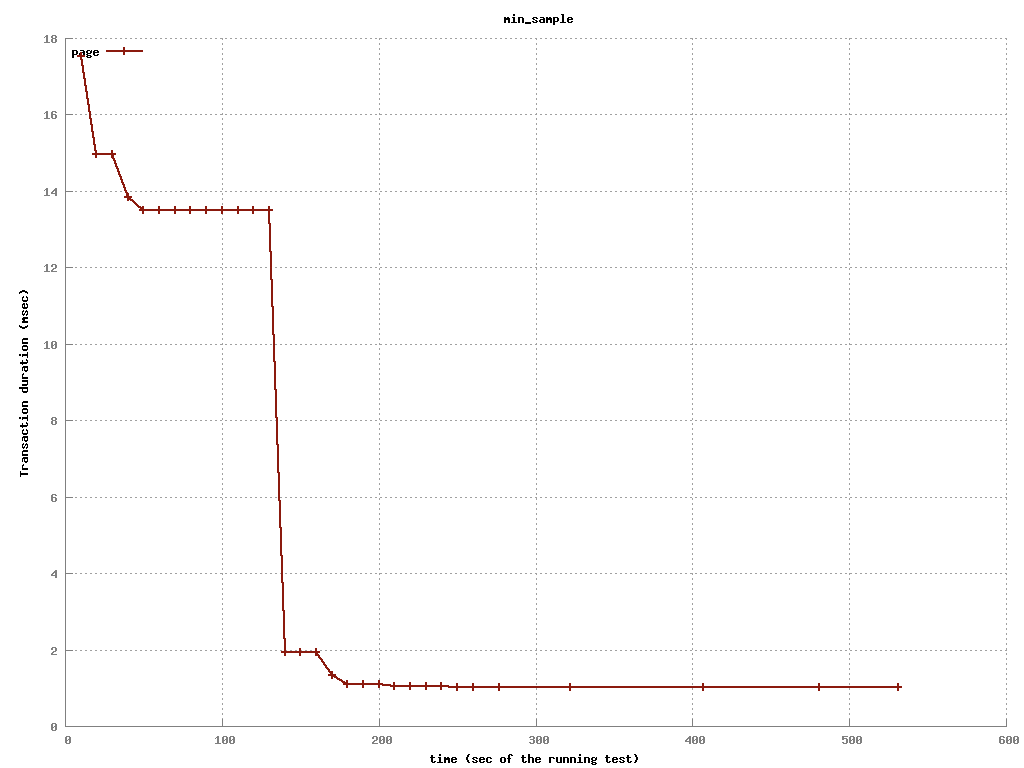 min_sample
page
18
16
14
12
10
8
6
4
2
0
Transaction duration (msec)
0 100 200 300 400 500 600
time (sec of the running test)